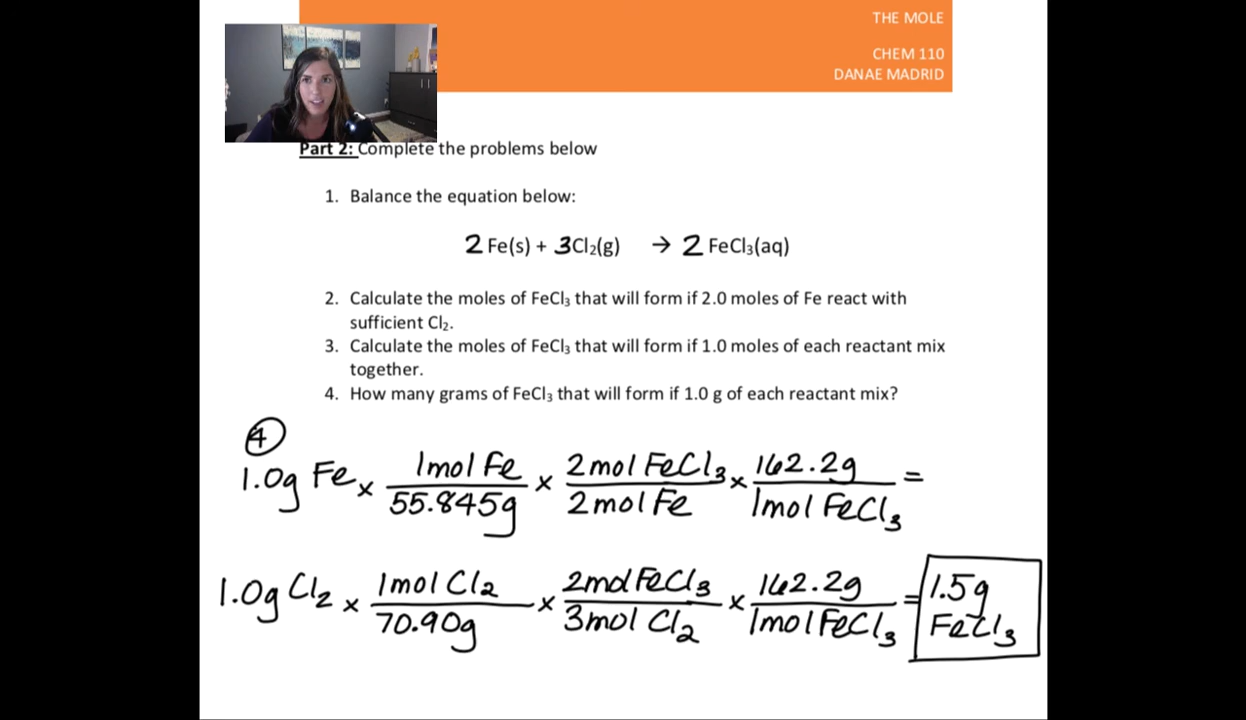 THE MOLE
CHEM 110
DANAE MADRID
Part 2: Complete the problems below
1. Balance the equation below:
2 Fe(s) + 3Cl₂(g) → 2 FeCl₃(aq)
2. Calculate the moles of FeCl₃ that will form if 2.0 moles of Fe react with
sufficient Cl₂.
3. Calculate the moles of FeCl₃ that will form if 1.0 moles of each reactant mix
together.
4. How many grams of FeCl₃ that will form if 1.0 g of each reactant mix?
4
1.0g Fe × 1mol Fe / 55.845g × 2mol FeCl₃ / 2mol Fe × 162.2g / 1mol FeCl₃ =
1.0g Cl₂ × 1mol Cl₂ / 70.90g × 2mol FeCl₃ / 3mol Cl₂ × 162.2g / 1mol FeCl₃ = 1.5g FeCl₃